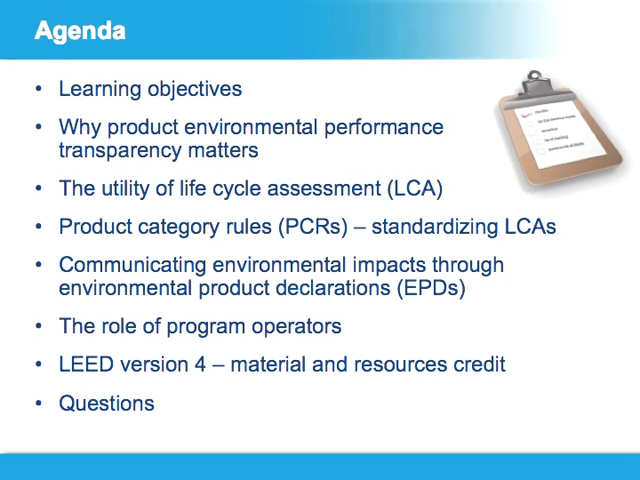 Agenda
• Learning objectives
• Why product environmental performance
transparency matters
• The utility of life cycle assessment (LCA)
• Product category rules (PCRs) – standardizing LCAs
• Communicating environmental impacts through
environmental product declarations (EPDs)
• The role of program operators
• LEED version 4 – material and resources credit
• Questions